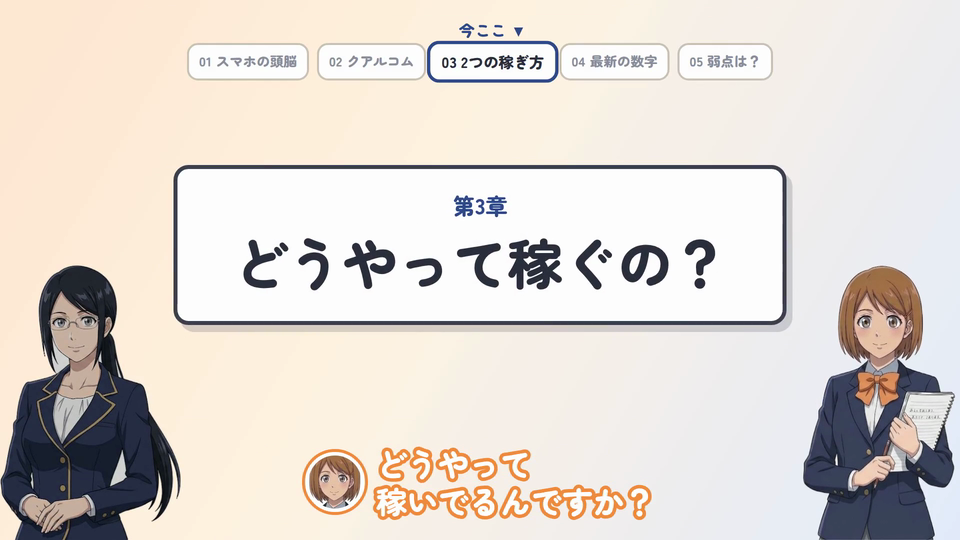 今ここ ▼
01 スマホの頭脳
02 クアルコム
03 2つの稼ぎ方
04 最新の数字
05 弱点は？
第3章
どうやって稼ぐの？
どうやって
稼いでるんですか？